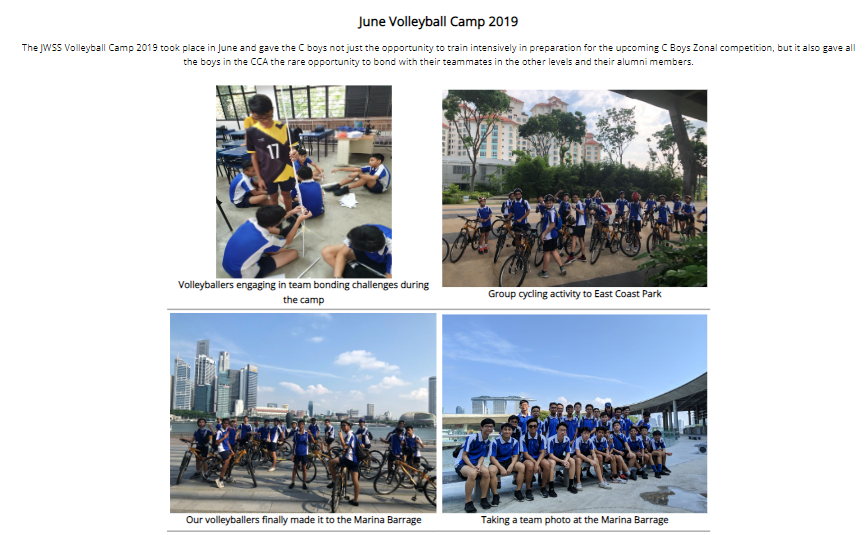 June Volleyball Camp 2019
The JWSS Volleyball Camp 2019 took place in June and gave the C boys not just the opportunity to train intensively in preparation for the upcoming C Boys Zonal competition, but it also gave all
the boys in the CCA the rare opportunity to bond with their teammates in the other levels and their alumni members.
17
Volleyballers engaging in team bonding challenges during
the camp
Group cycling activity to East Coast Park
Our volleyballers finally made it to the Marina Barrage
Taking a team photo at the Marina Barrage